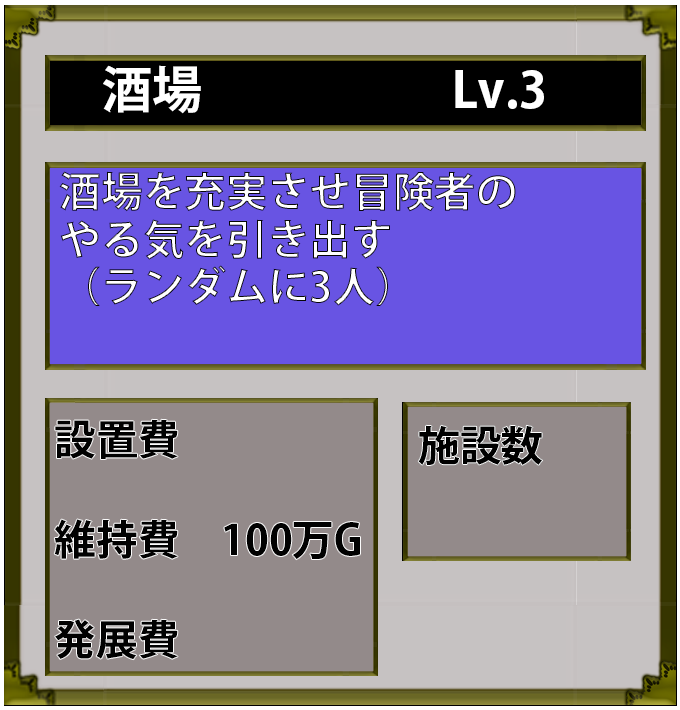 酒場 Lv.3
酒場を充実させ冒険者の
やる気を引き出す
（ランダムに3人）
設置費
維持費 100万G
発展費
施設数